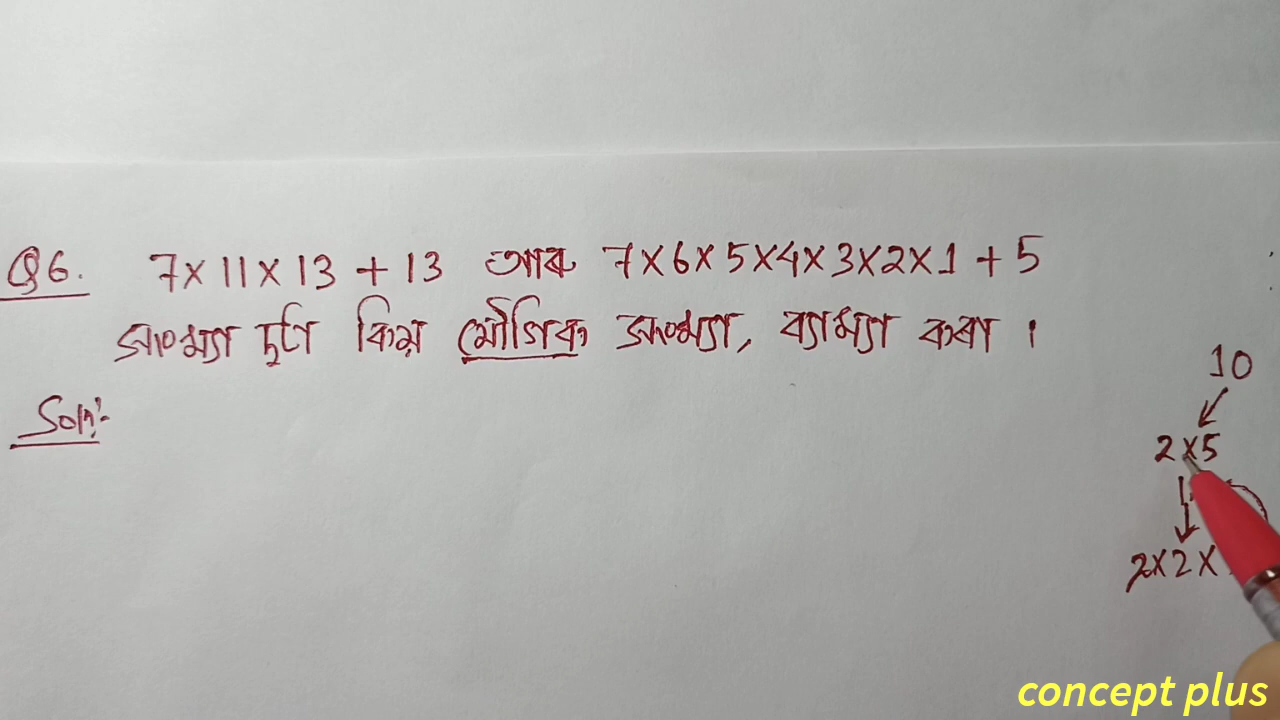 Q6. 7×11×13 + 13 আৰু 7×6×5×4×3×2×1 + 5
সংখ্যা দুটা কিয় যৌগিক সংখ্যা, ব্যাখ্যা কৰা ।
Soln:-
10
2×5
2×2×
concept plus